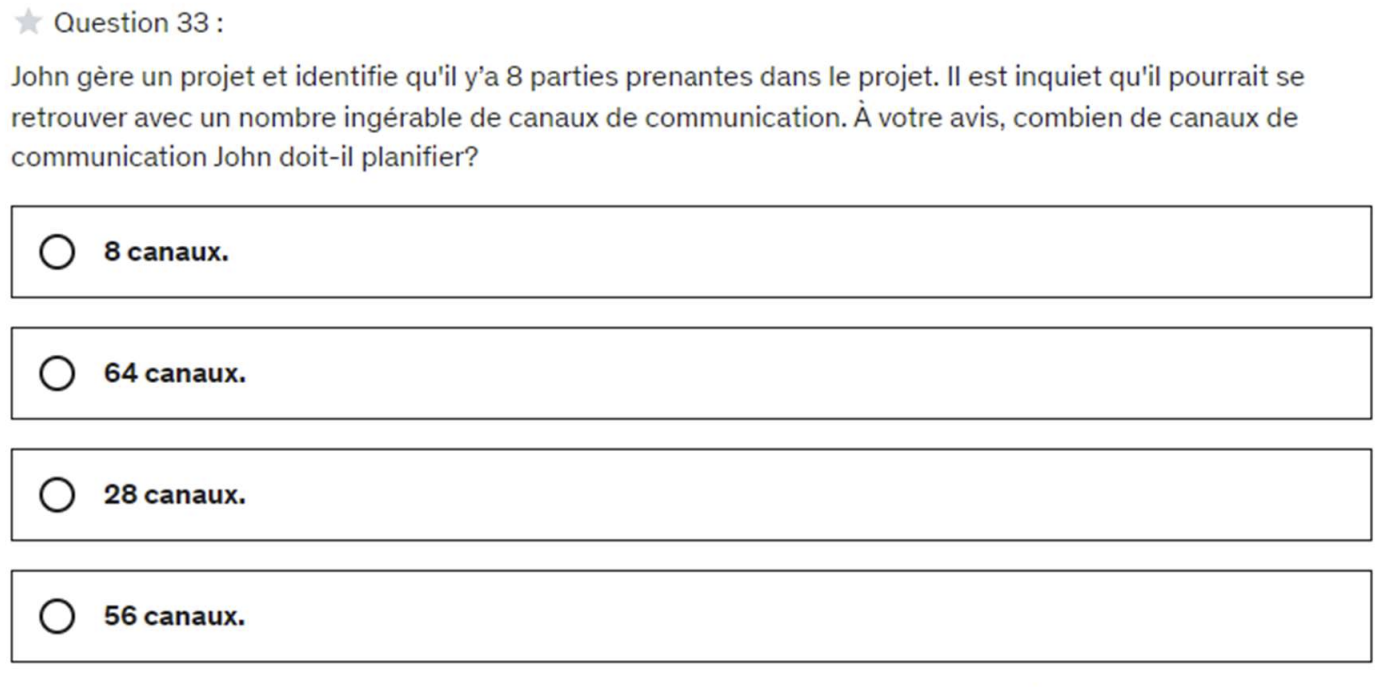 Question 33 :
John gère un projet et identifie qu'il y’a 8 parties prenantes dans le projet. Il est inquiet qu'il pourrait se
retrouver avec un nombre ingérable de canaux de communication. À votre avis, combien de canaux de
communication John doit-il planifier?
8 canaux.
64 canaux.
28 canaux.
56 canaux.